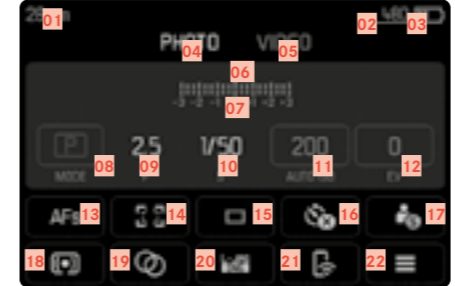 01 02 480 03
PHOTO VIDEO
04 05
06
-3 -2 -1 +1 +2 +3
07
P 2.5 1/50 200 0
08 09 10 11 12
MODE AUTO EV
AFs 13 14 15 16 17
18 19 20 21 22